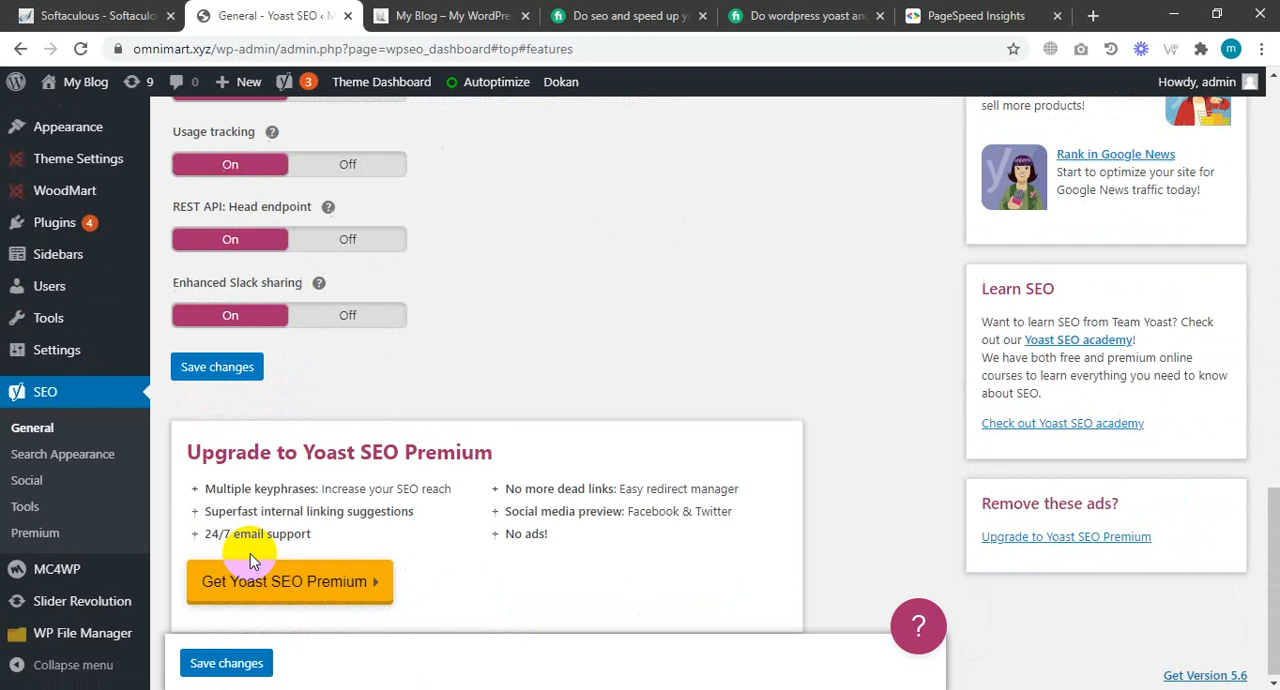 Softaculous - Softaculo
General - Yoast SEO ‹ M
My Blog – My WordPre
Do seo and speed up yo
Do wordpress yoast an
PageSpeed Insights
omnimart.xyz/wp-admin/admin.php?page=wpseo_dashboard#top#features
m
My Blog
9
0
New
3
Theme Dashboard
Autoptimize
Dokan
Howdy, admin
Appearance
Theme Settings
WoodMart
Plugins 4
Sidebars
Users
Tools
Settings
SEO
General
Search Appearance
Social
Tools
Premium
MC4WP
Slider Revolution
WP File Manager
Collapse menu
Usage tracking ?
On Off
REST API: Head endpoint ?
On Off
Enhanced Slack sharing ?
On Off
Save changes
Upgrade to Yoast SEO Premium
+ Multiple keyphrases: Increase your SEO reach
+ Superfast internal linking suggestions
+ 24/7 email support
+ No more dead links: Easy redirect manager
+ Social media preview: Facebook & Twitter
+ No ads!
Get Yoast SEO Premium
Save changes
?
sell more products!
Rank in Google News
Start to optimize your site for
Google News traffic today!
Learn SEO
Want to learn SEO from Team Yoast? Check
out our Yoast SEO academy!
We have both free and premium online
courses to learn everything you need to know
about SEO.
Check out Yoast SEO academy
Remove these ads?
Upgrade to Yoast SEO Premium
Get Version 5.6